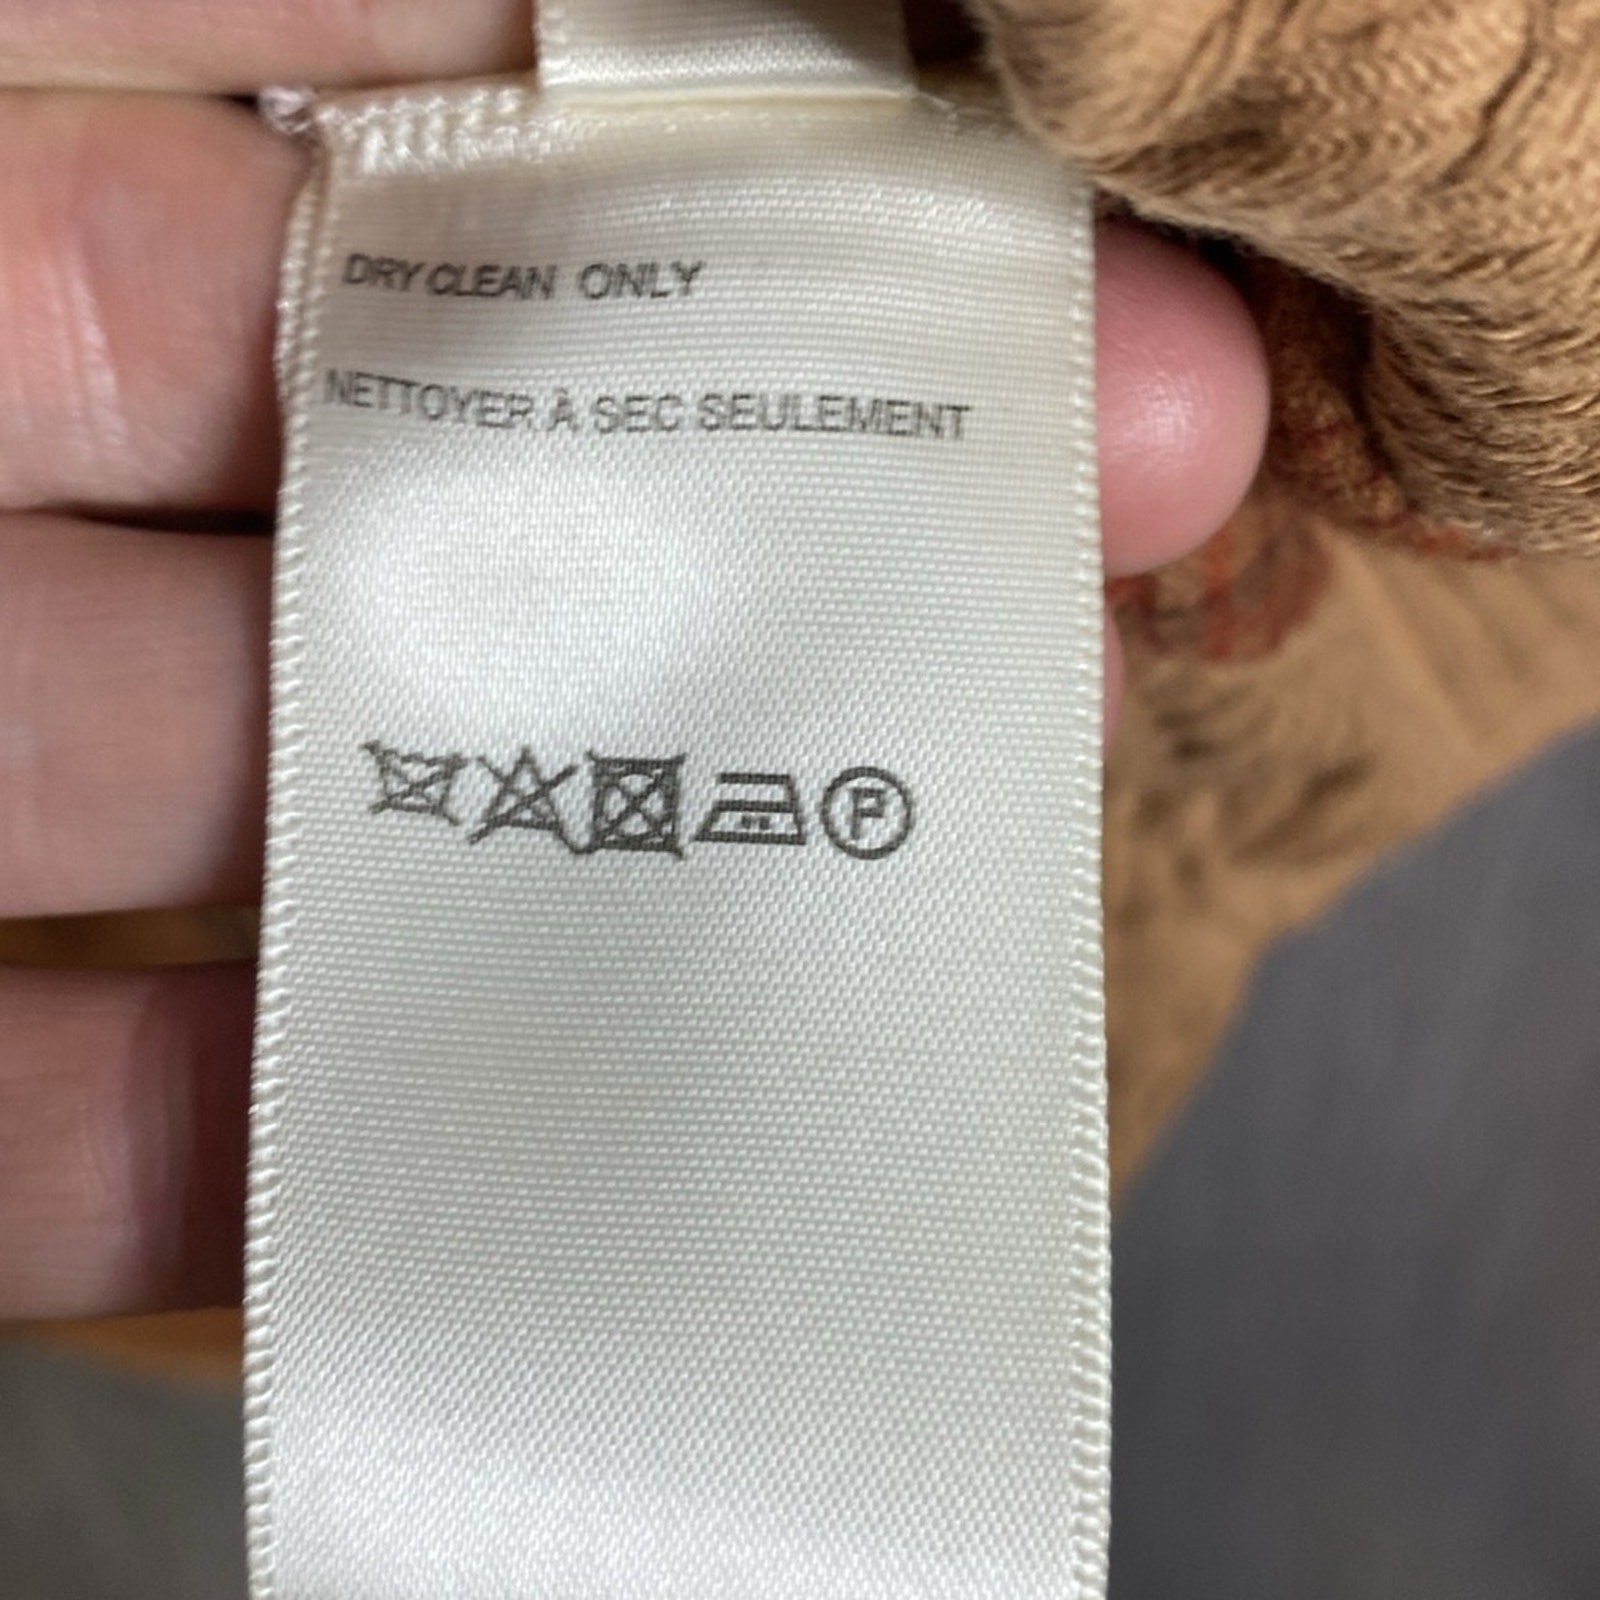 DRY CLEAN ONLY
NETTOYER À SEC SEULEMENT
P